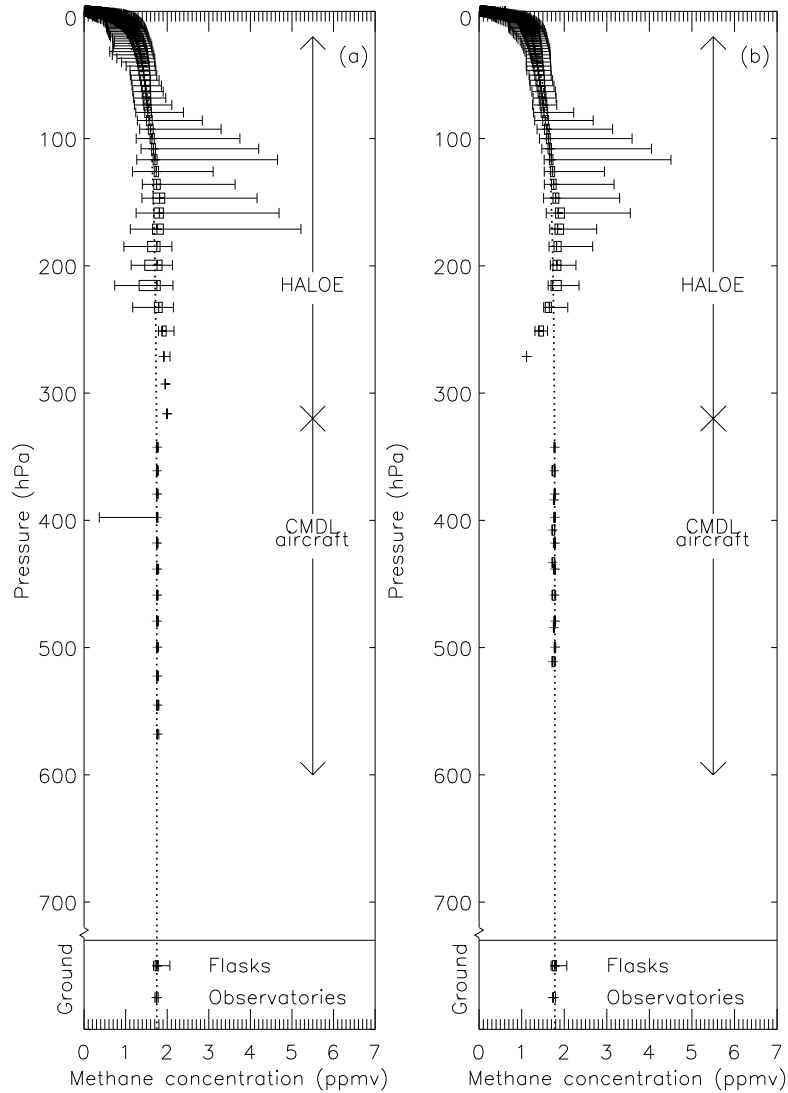 0
100
200
300
400
500
600
700
Pressure (hPa)
Ground
(a)
HALOE
CMDL
aircraft
Flasks
Observatories
0 1 2 3 4 5 6 7
Methane concentration (ppmv)
0
100
200
300
400
500
600
700
Pressure (hPa)
Ground
(b)
HALOE
CMDL
aircraft
Flasks
Observatories
0 1 2 3 4 5 6 7
Methane concentration (ppmv)